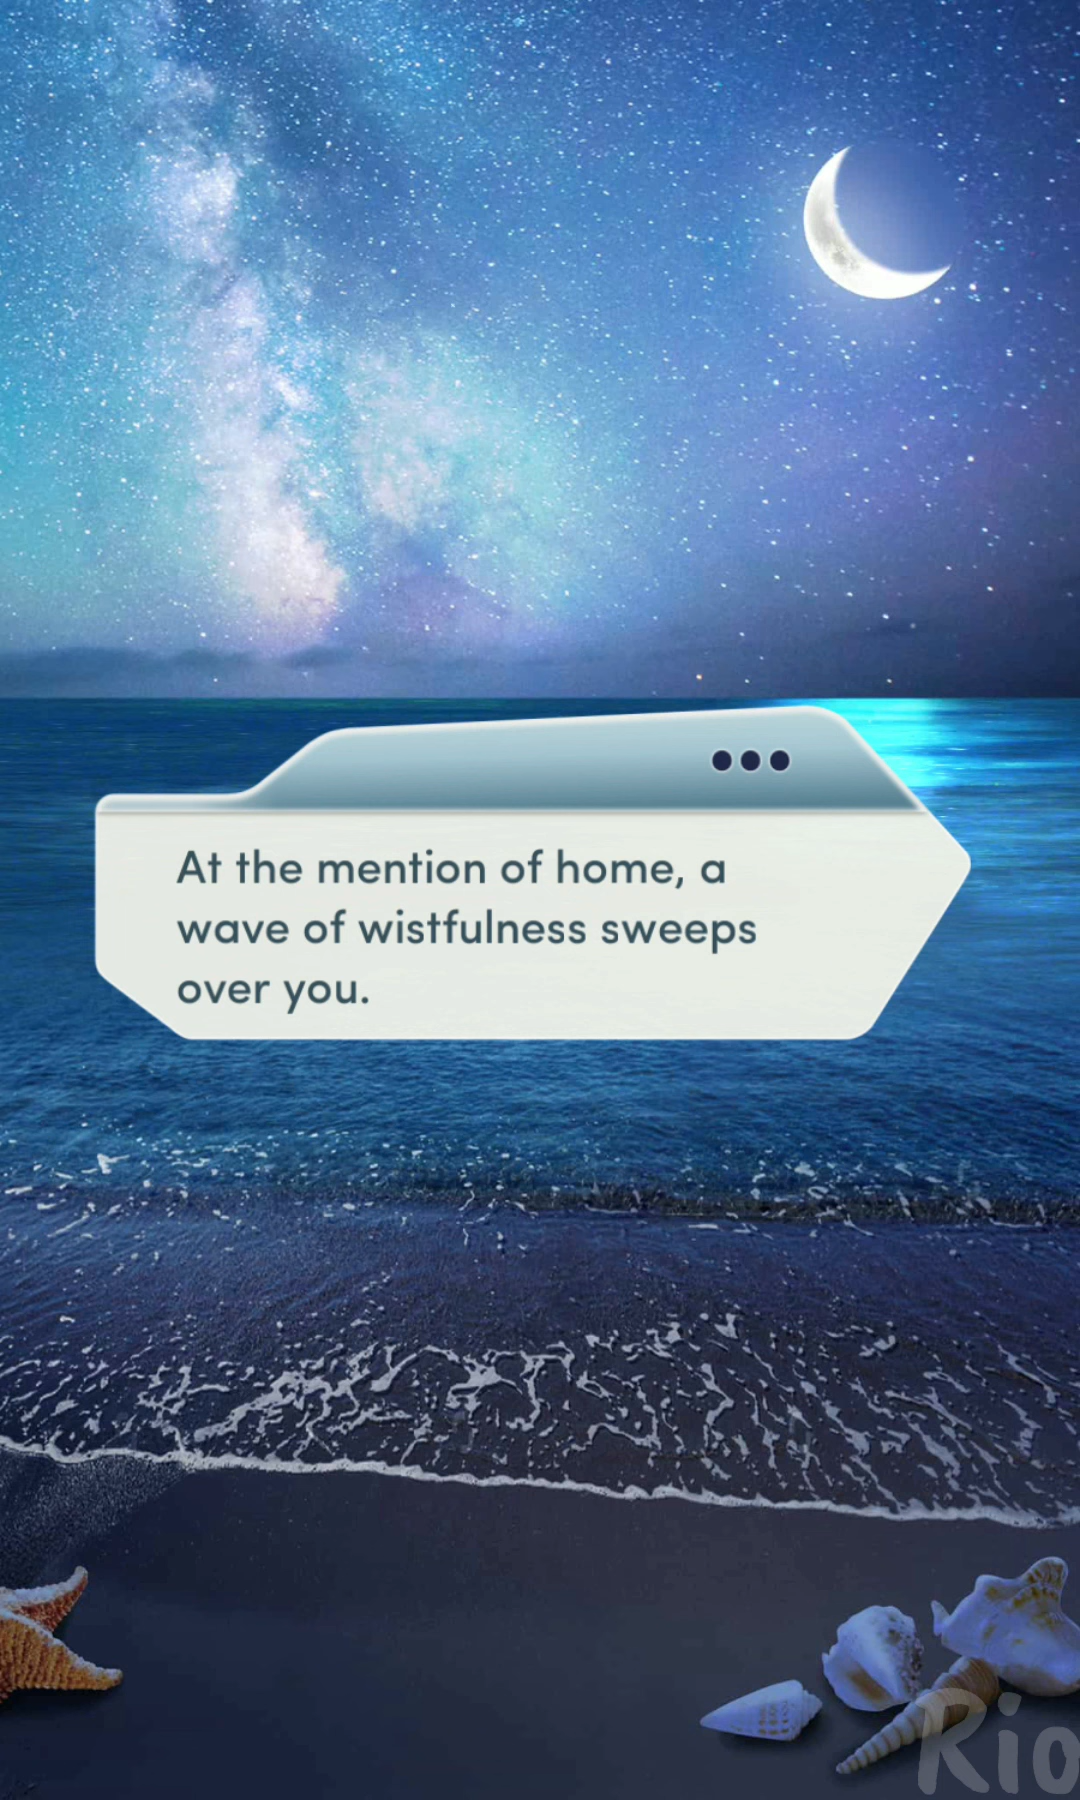 At the mention of home, a
wave of wistfulness sweeps
over you.
Rio